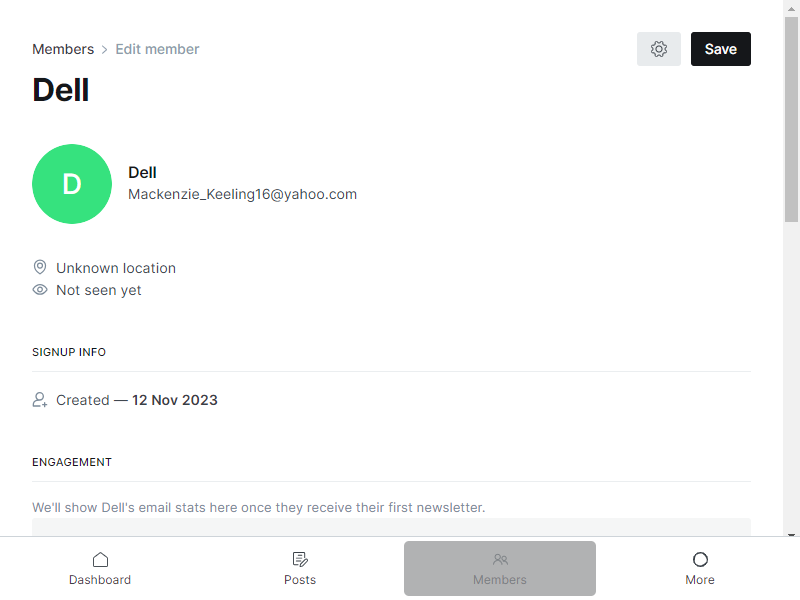 Members > Edit member
Save
Dell
D
Dell
Mackenzie_Keeling16@yahoo.com
Unknown location
Not seen yet
SIGNUP INFO
Created — 12 Nov 2023
ENGAGEMENT
We'll show Dell's email stats here once they receive their first newsletter.
Dashboard
Posts
Members
More